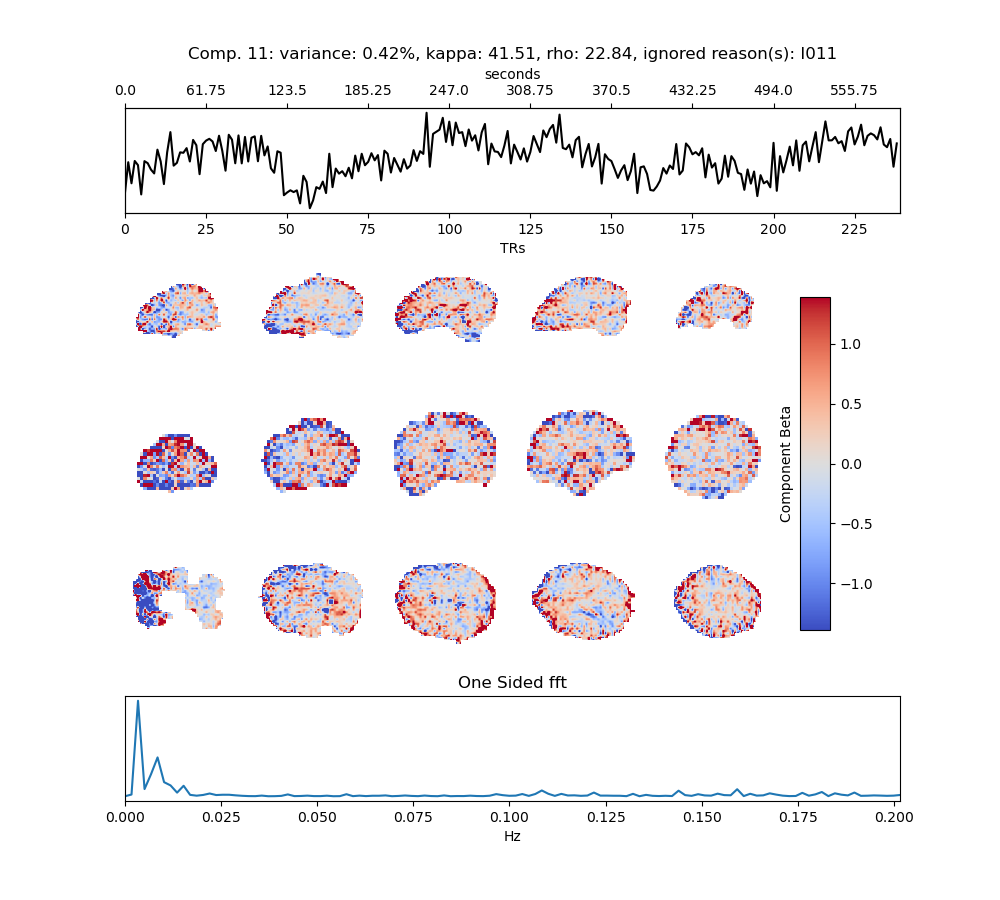 Comp. 11: variance: 0.42%, kappa: 41.51, rho: 22.84, ignored reason(s): I011
seconds
0.0 61.75 123.5 185.25 247.0 308.75 370.5 432.25 494.0 555.75
0 25 50 75 100 125 150 175 200 225
TRs
1.0
0.5
0.0
−0.5
−1.0
Component Beta
One Sided fft
0.000 0.025 0.050 0.075 0.100 0.125 0.150 0.175 0.200
Hz